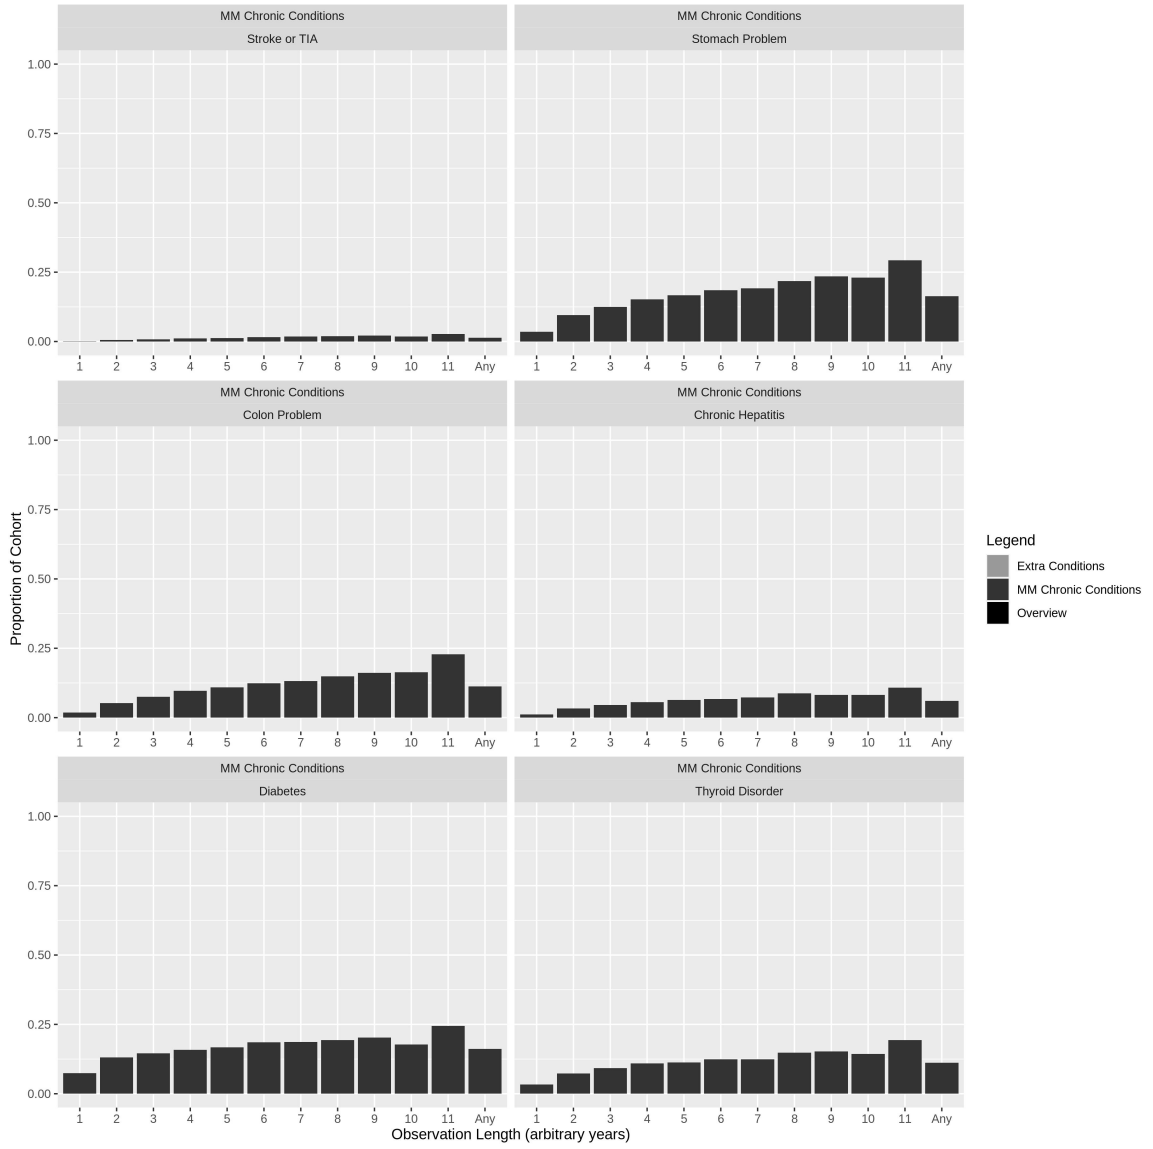 MM Chronic Conditions
Stroke or TIA
MM Chronic Conditions
Stomach Problem
1.00
0.75
0.50
0.25
0.00
1 2 3 4 5 6 7 8 9 10 11 Any
1 2 3 4 5 6 7 8 9 10 11 Any
MM Chronic Conditions
Colon Problem
MM Chronic Conditions
Chronic Hepatitis
1.00
0.75
0.50
0.25
0.00
1 2 3 4 5 6 7 8 9 10 11 Any
1 2 3 4 5 6 7 8 9 10 11 Any
MM Chronic Conditions
Diabetes
MM Chronic Conditions
Thyroid Disorder
1.00
0.75
0.50
0.25
0.00
1 2 3 4 5 6 7 8 9 10 11 Any
1 2 3 4 5 6 7 8 9 10 11 Any
Proportion of Cohort
Observation Length (arbitrary years)
Legend
Extra Conditions
MM Chronic Conditions
Overview